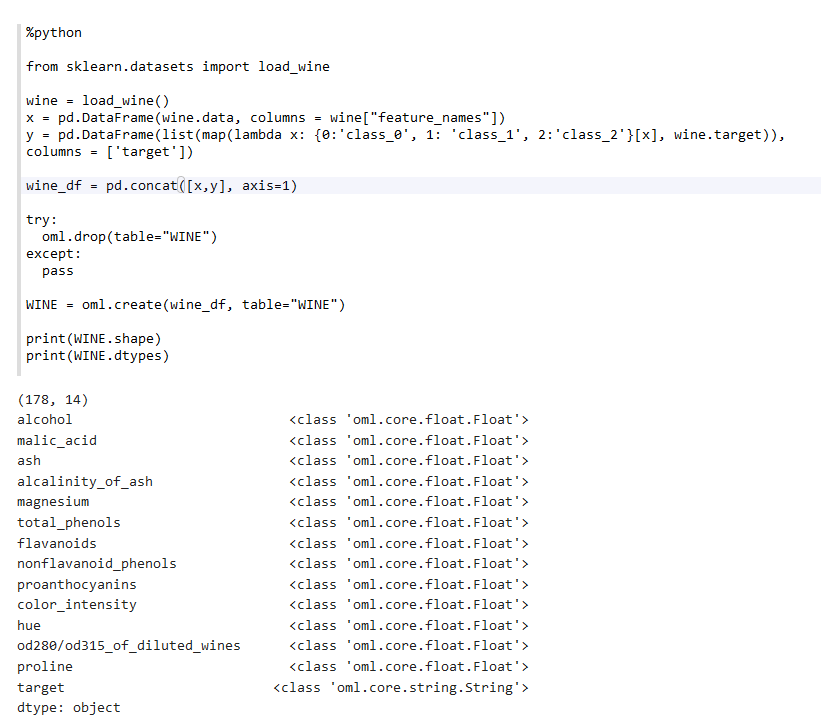 %python
from sklearn.datasets import load_wine
wine = load_wine()
x = pd.DataFrame(wine.data, columns = wine["feature_names"])
y = pd.DataFrame(list(map(lambda x: {0:'class_0', 1: 'class_1', 2:'class_2'}[x], wine.target)),
columns = ['target'])
wine_df = pd.concat([x,y], axis=1)
try:
  oml.drop(table="WINE")
except:
  pass
WINE = oml.create(wine_df, table="WINE")
print(WINE.shape)
print(WINE.dtypes)
(178, 14)
alcohol                           <class 'oml.core.float.Float'>
malic_acid                        <class 'oml.core.float.Float'>
ash                               <class 'oml.core.float.Float'>
alcalinity_of_ash                 <class 'oml.core.float.Float'>
magnesium                         <class 'oml.core.float.Float'>
total_phenols                     <class 'oml.core.float.Float'>
flavanoids                        <class 'oml.core.float.Float'>
nonflavanoid_phenols              <class 'oml.core.float.Float'>
proanthocyanins                   <class 'oml.core.float.Float'>
color_intensity                   <class 'oml.core.float.Float'>
hue                               <class 'oml.core.float.Float'>
od280/od315_of_diluted_wines      <class 'oml.core.float.Float'>
proline                           <class 'oml.core.float.Float'>
target                          <class 'oml.core.string.String'>
dtype: object